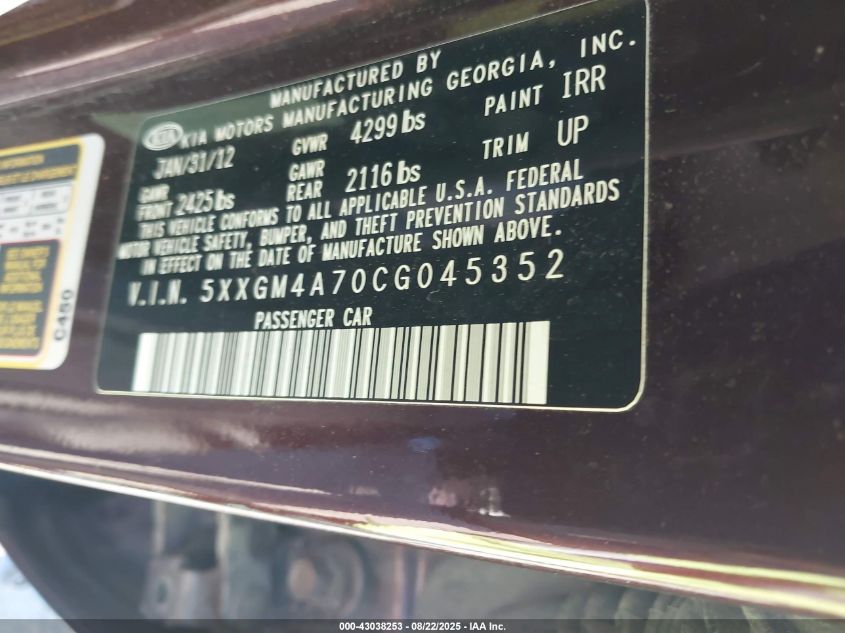 MANUFACTURED BY
KIA KIA MOTORS MANUFACTURING GEORGIA, INC.
JAN/31/12 GVWR 4299 lbs PAINT IRR
GAWR FRONT 2425 lbs GAWR REAR 2116 lbs TRIM UP
THIS VEHICLE CONFORMS TO ALL APPLICABLE U.S.A. FEDERAL
MOTOR VEHICLE SAFETY, BUMPER, AND THEFT PREVENTION STANDARDS
IN EFFECT ON THE DATE OF MANUFACTURE SHOWN ABOVE.
V.I.N. 5XXGM4A70CG045352
PASSENGER CAR
INFORMATION
C450
000-43038253 - 08/22/2025 - IAA Inc.